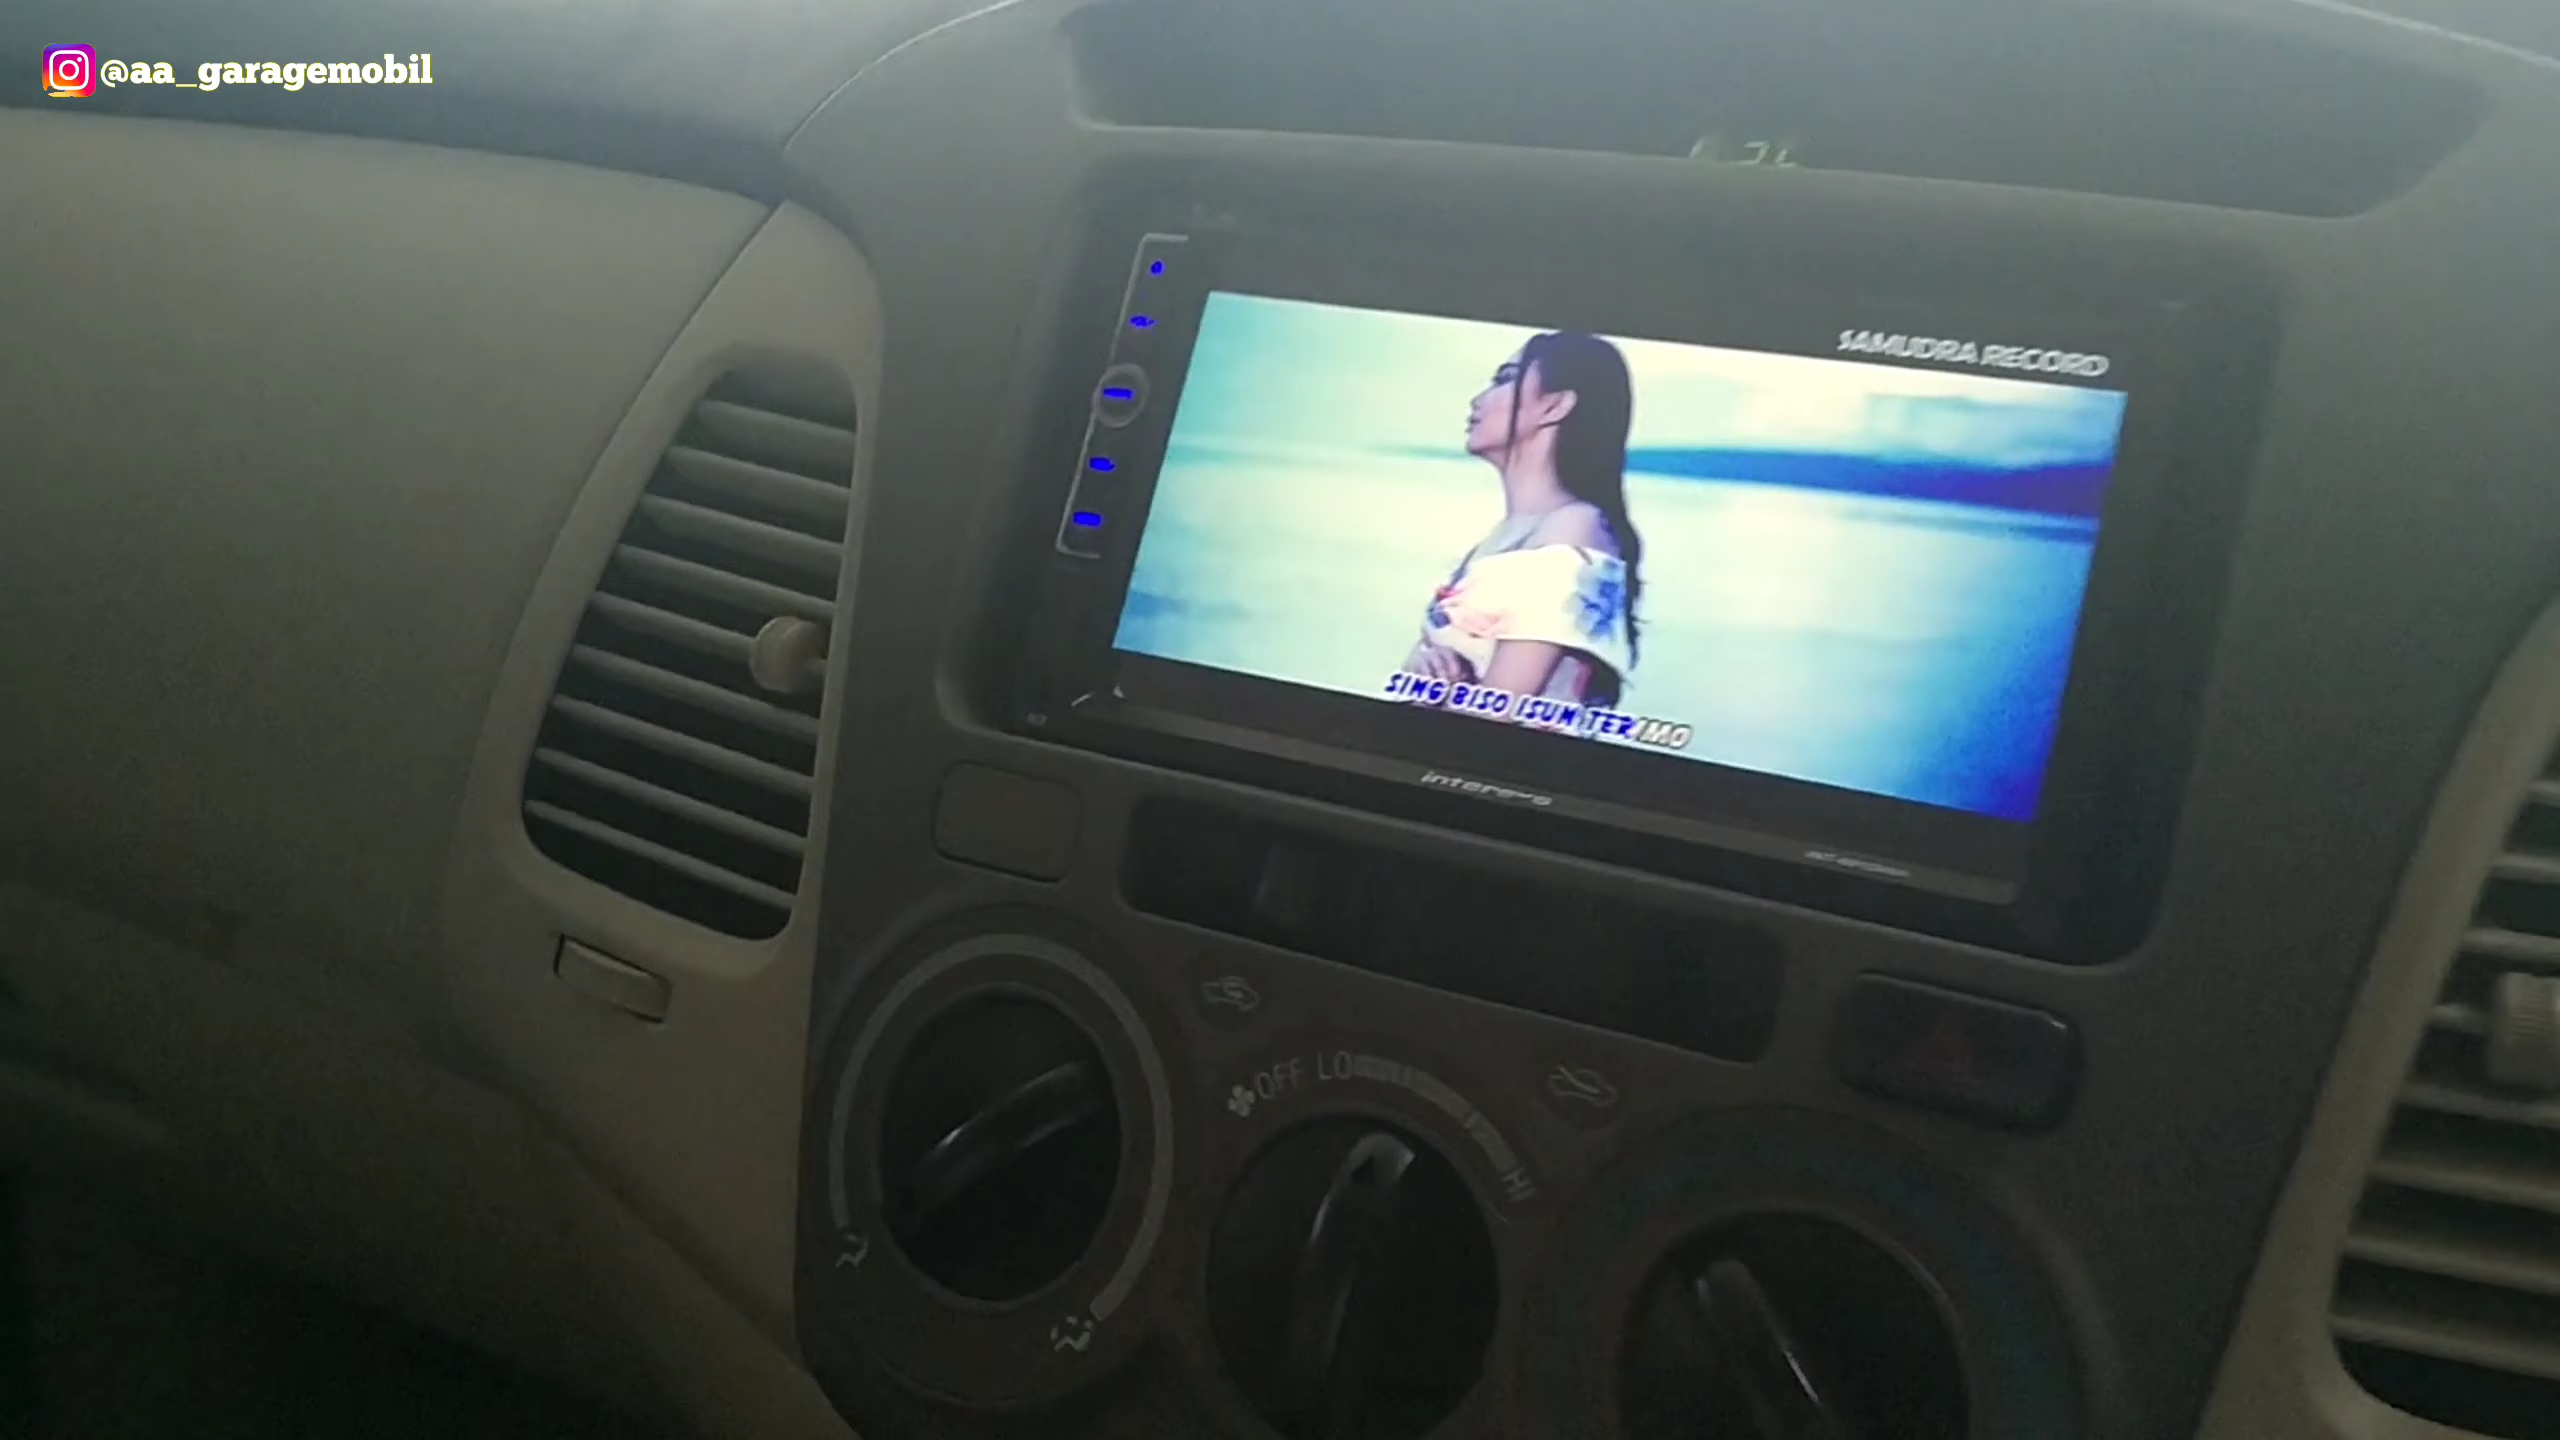 @aa_garagemobil
SAMUDRA RECORD
SING BISO ISUN TERIMO
OFF LO
HI